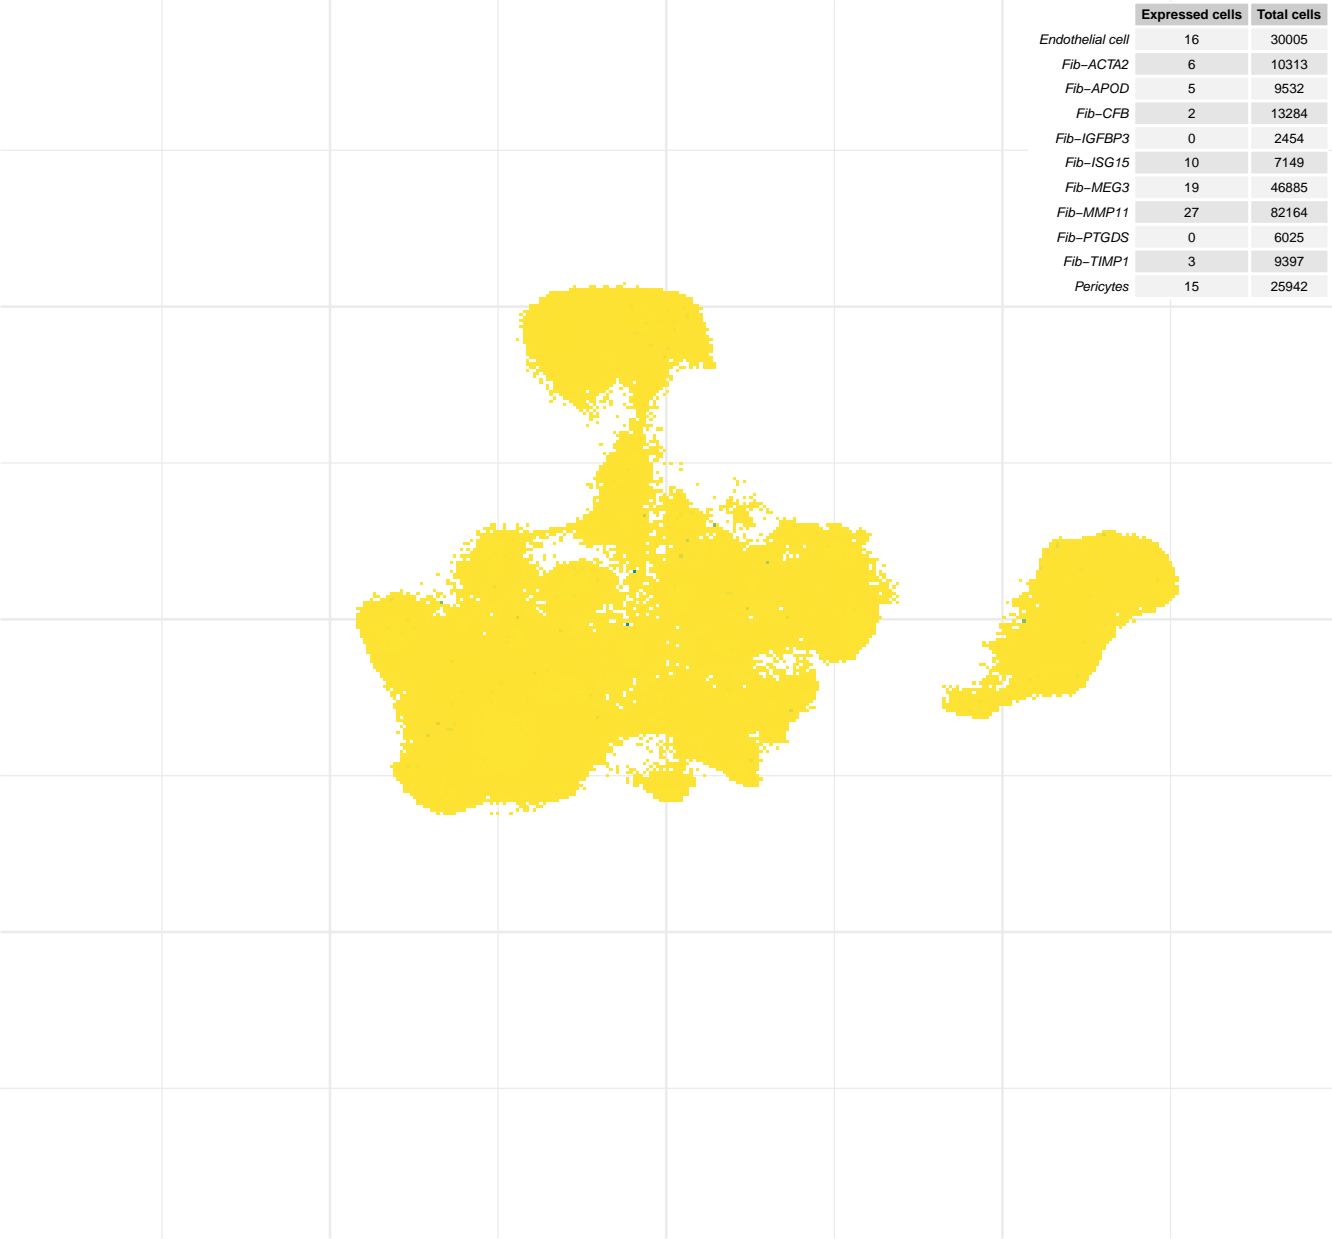 Expressed cells Total cells
Endothelial cell 16 30005
Fib−ACTA2 6 10313
Fib−APOD 5 9532
Fib−CFB 2 13284
Fib−IGFBP3 0 2454
Fib−ISG15 10 7149
Fib−MEG3 19 46885
Fib−MMP11 27 82164
Fib−PTGDS 0 6025
Fib−TIMP1 3 9397
Pericytes 15 25942